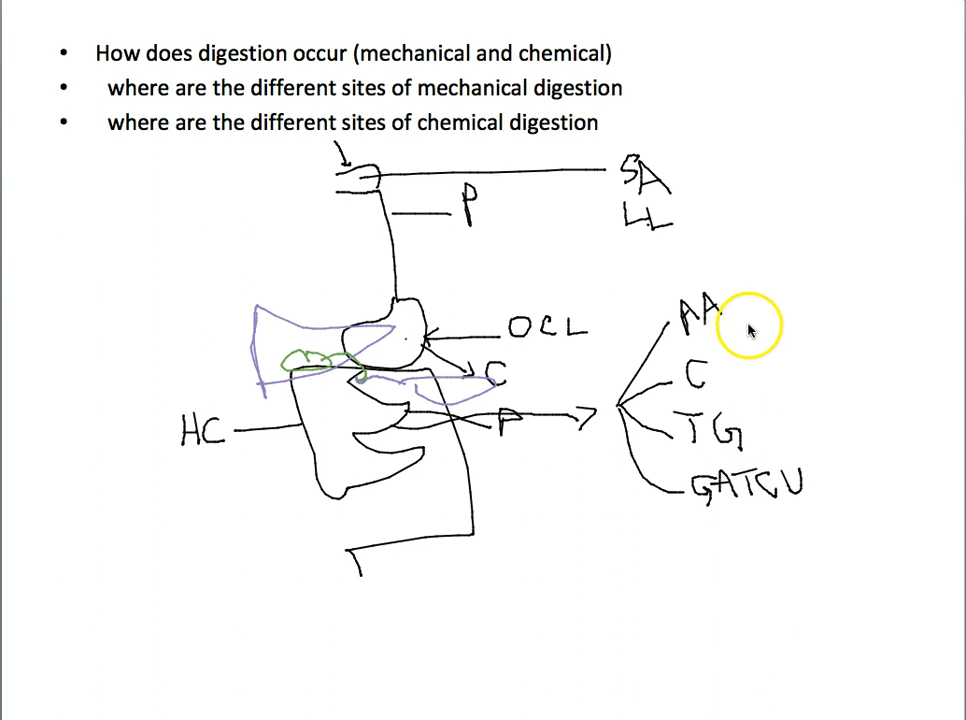 • How does digestion occur (mechanical and chemical)
• where are the different sites of mechanical digestion
• where are the different sites of chemical digestion
SA
P
LL
OCL
AA
C
C
HC
P
TG
GATCU